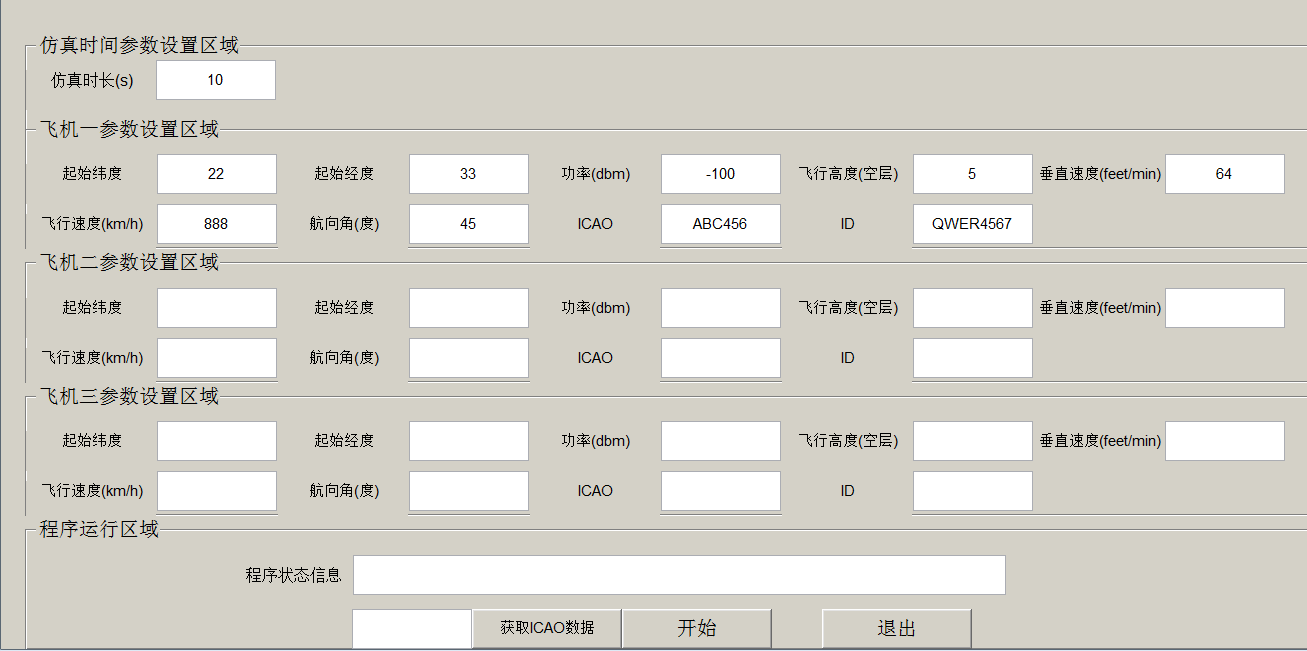 仿真时间参数设置区域
仿真时长(s) 10
飞机一参数设置区域
起始纬度 22 起始经度 33 功率(dbm) -100 飞行高度(空层) 5 垂直速度(feet/min) 64
飞行速度(km/h) 888 航向角(度) 45 ICAO ABC456 ID QWER4567
飞机二参数设置区域
起始纬度 起始经度 功率(dbm) 飞行高度(空层) 垂直速度(feet/min)
飞行速度(km/h) 航向角(度) ICAO ID
飞机三参数设置区域
起始纬度 起始经度 功率(dbm) 飞行高度(空层) 垂直速度(feet/min)
飞行速度(km/h) 航向角(度) ICAO ID
程序运行区域
程序状态信息
获取ICAO数据 开始 退出